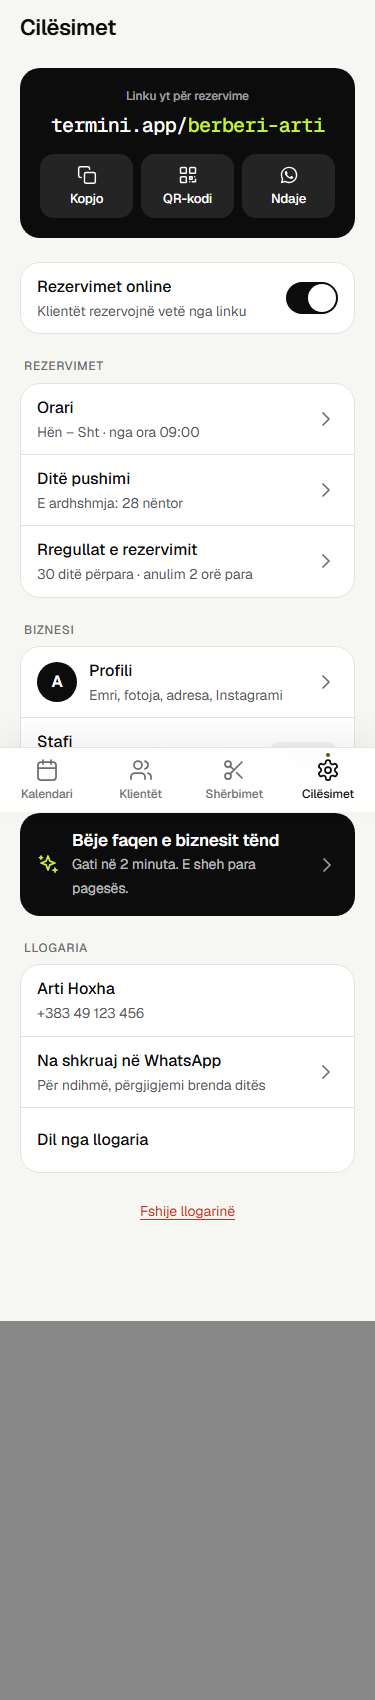 Cilësimet
Linku yt për rezervime
termini.app/berberi-arti
Kopjo
QR-kodi
Ndaje
Rezervimet online
Klientët rezervojnë vetë nga linku
REZERVIMET
Orari
Hën – Sht · nga ora 09:00
Ditë pushimi
E ardhshmja: 28 nëntor
Rregullat e rezervimit
30 ditë përpara · anulim 2 orë para
BIZNESI
A
Profili
Emri, fotoja, adresa, Instagrami
Stafi
Kalendari
Klientët
Shërbimet
Cilësimet
Bëje faqen e biznesit tënd
Gati në 2 minuta. E sheh para
pagesës.
LLOGARIA
Arti Hoxha
+383 49 123 456
Na shkruaj në WhatsApp
Për ndihmë, përgjigjemi brenda ditës
Dil nga llogaria
Fshije llogarinë